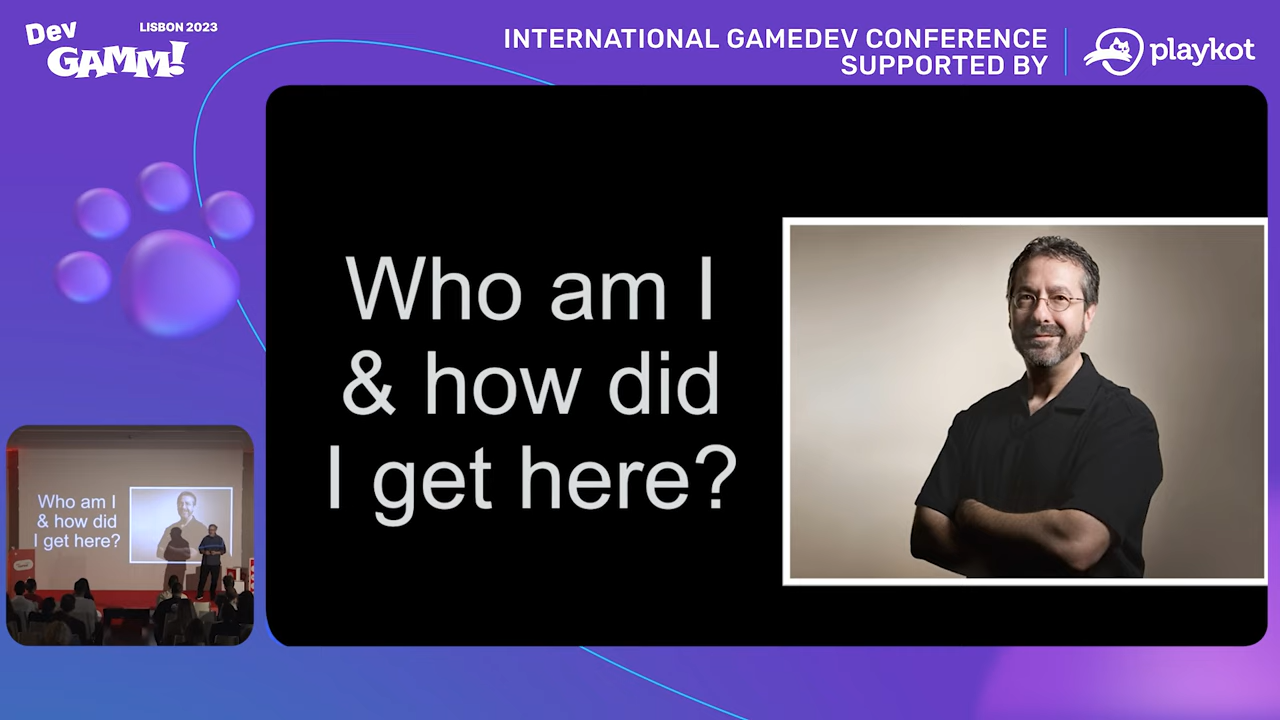 Dev
GAMM!
LISBON 2023
INTERNATIONAL GAMEDEV CONFERENCE
SUPPORTED BY
playkot
Who am I
& how did
I get here?
Who am I
& how did
I get here?